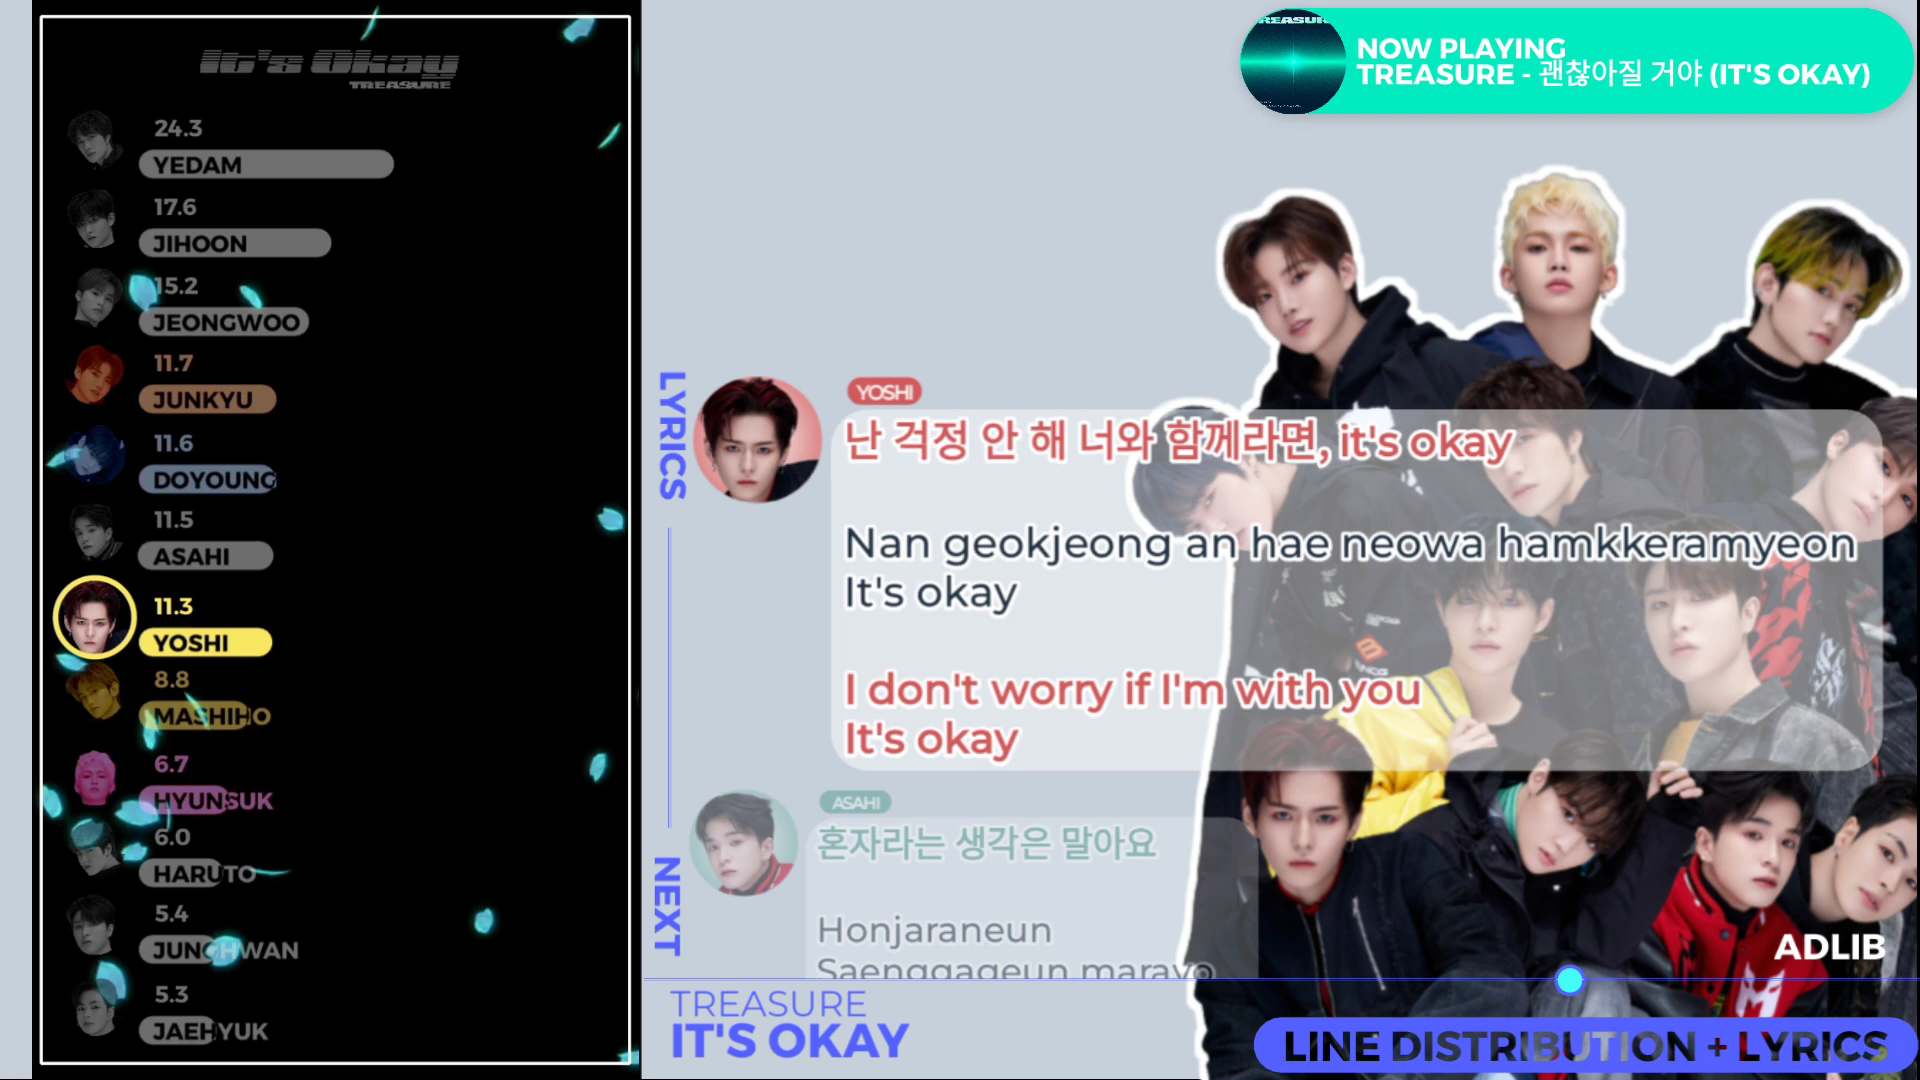 It's Okay
TREASURE
24.3
YEDAM
17.6
JIHOON
15.2
JEONGWOO
11.7
JUNKYU
11.6
DOYOUNG
11.5
ASAHI
11.3
YOSHI
8.8
MASHIHO
6.7
HYUNSUK
6.0
HARUTO
5.4
JUNGHWAN
5.3
JAEHYUK
TREASURE
NOW PLAYING
TREASURE - 괜찮아질 거야 (IT'S OKAY)
LYRICS
YOSHI
난 걱정 안 해 너와 함께라면, it's okay
Nan geokjeong an hae neowa hamkkeramyeon
It's okay
I don't worry if I'm with you
It's okay
NEXT
ASAHI
혼자라는 생각은 말아요
Honjaraneun
Saenggageun marayo
ADLIB
TREASURE
IT'S OKAY
LINE DISTRIBUTION + LYRICS